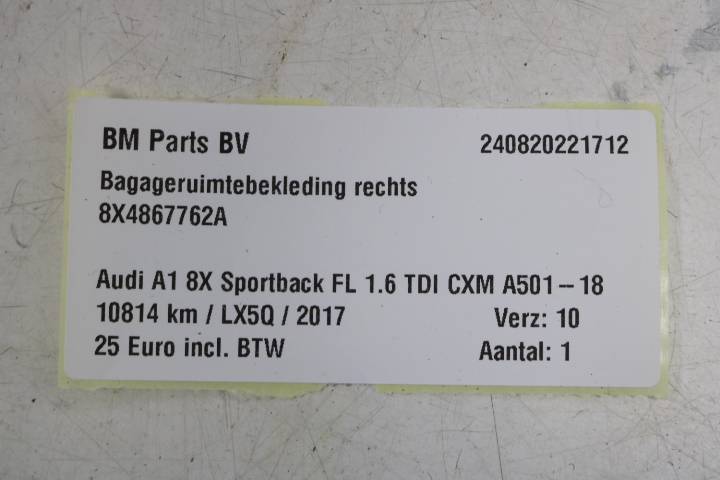 BM Parts BV 240820221712
Bagageruimtebekleding rechts
8X4867762A
Audi A1 8X Sportback FL 1.6 TDI CXM A501-18
10814 km / LX5Q / 2017 Verz: 10
25 Euro incl. BTW Aantal: 1